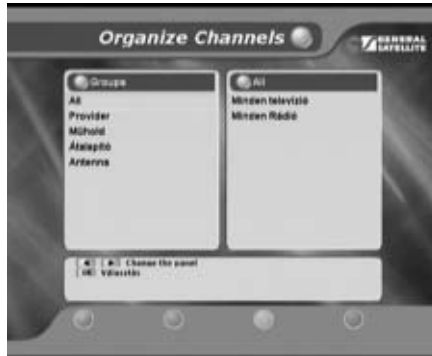 Organize Channels
GENERAL
SATELLITE
Groups
All
Provider
Műhold
Átalapító
Antenna
All
Minden televízió
Minden Rádió
Change the panel
OK Választás